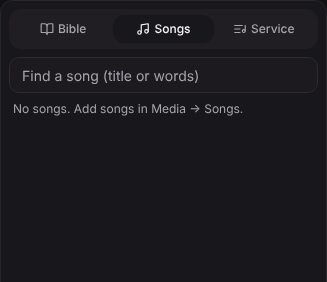 Bible Songs Service
Find a song (title or words)
No songs. Add songs in Media → Songs.